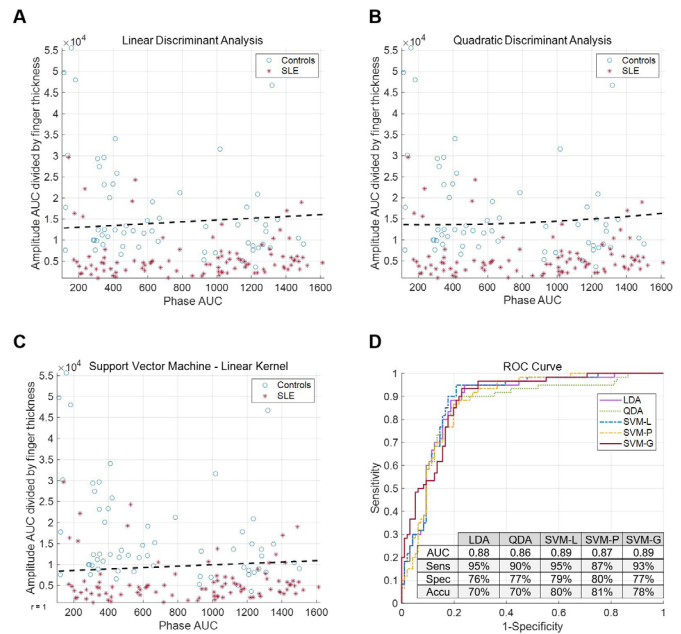 A
Linear Discriminant Analysis
×10⁴
5.5
5
4.5
4
3.5
3
2.5
2
1.5
1
0.5
Amplitude AUC divided by finger thickness
Controls
SLE
200 400 600 800 1000 1200 1400 1600
Phase AUC
B
Quadratic Discriminant Analysis
×10⁴
5.5
5
4.5
4
3.5
3
2.5
2
1.5
1
0.5
Amplitude AUC divided by finger thickness
Controls
SLE
200 400 600 800 1000 1200 1400 1600
Phase AUC
C
Support Vector Machine - Linear Kernel
×10⁴
5.5
5
4.5
4
3.5
3
2.5
2
1.5
1
0.5
Amplitude AUC divided by finger thickness
Controls
SLE
r = 1
200 400 600 800 1000 1200 1400 1600
Phase AUC
D
ROC Curve
1
0.9
0.8
0.7
0.6
0.5
0.4
0.3
0.2
0.1
0
Sensitivity
LDA
QDA
SVM-L
SVM-P
SVM-G
LDA QDA SVM-L SVM-P SVM-G
AUC 0.88 0.86 0.89 0.87 0.89
Sens 95% 90% 95% 87% 93%
Spec 76% 77% 79% 80% 77%
Accu 70% 70% 80% 81% 78%
0 0.2 0.4 0.6 0.8 1
1-Specificity